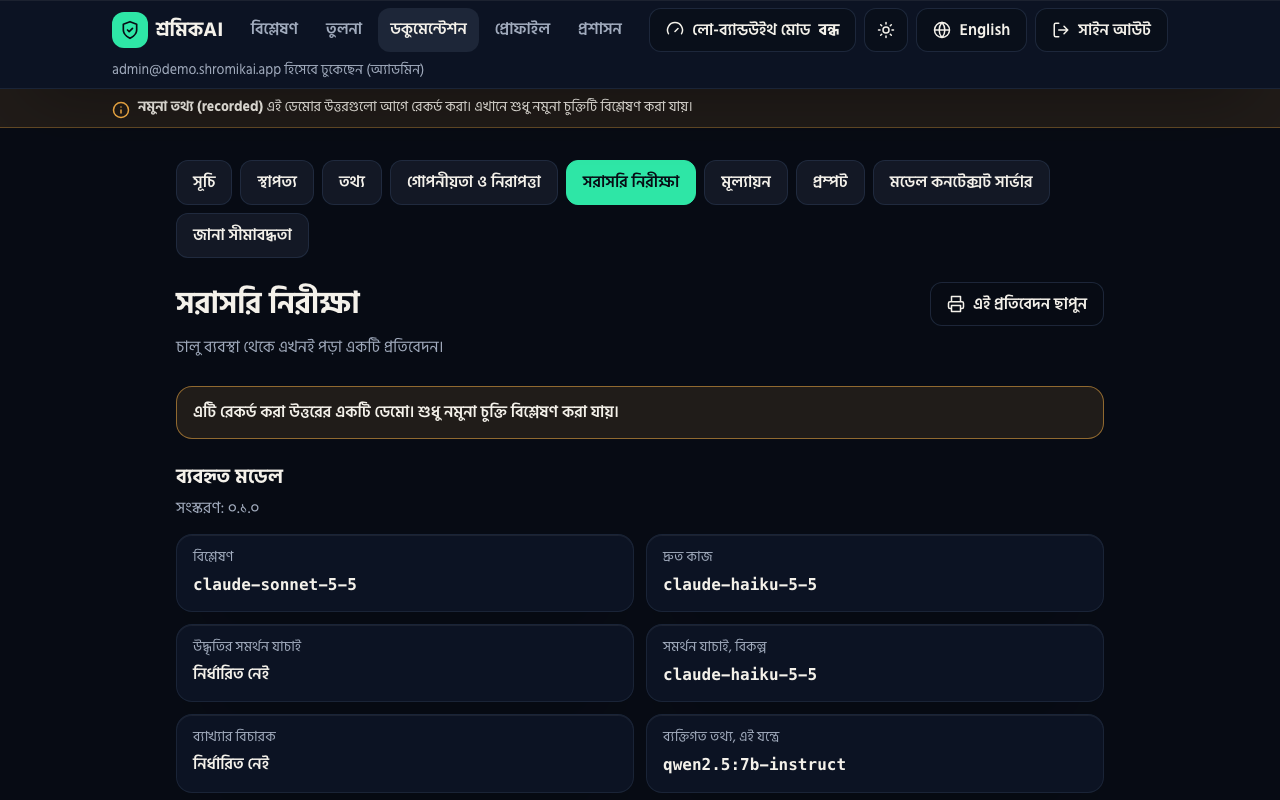 শ্রমিকAI
বিশ্লেষণ
তুলনা
ডকুমেন্টেশন
প্রোফাইল
প্রশাসন
লো-ব্যান্ডউইথ মোড বন্ধ
English
সাইন আউট
admin@demo.shromikai.app হিসেবে ঢুকেছেন (অ্যাডমিন)
নমুনা তথ্য (recorded) এই ডেমোর উত্তরগুলো আগে রেকর্ড করা। এখানে শুধু নমুনা চুক্তিটি বিশ্লেষণ করা যায়।
সূচি
স্থাপত্য
তথ্য
গোপনীয়তা ও নিরাপত্তা
সরাসরি নিরীক্ষা
মূল্যায়ন
প্রম্পট
মডেল কনটেক্সট সার্ভার
জানা সীমাবদ্ধতা
সরাসরি নিরীক্ষা
এই প্রতিবেদন ছাপুন
চালু ব্যবস্থা থেকে এখনই পড়া একটি প্রতিবেদন।
এটি রেকর্ড করা উত্তরের একটি ডেমো। শুধু নমুনা চুক্তি বিশ্লেষণ করা যায়।
ব্যবহৃত মডেল
সংস্করণ: ০.১.০
বিশ্লেষণ
claude-sonnet-5-5
দ্রুত কাজ
claude-haiku-5-5
উদ্ধৃতির সমর্থন যাচাই
নির্ধারিত নেই
সমর্থন যাচাই, বিকল্প
claude-haiku-5-5
ব্যাখ্যার বিচারক
নির্ধারিত নেই
ব্যক্তিগত তথ্য, এই যন্ত্রে
qwen2.5:7b-instruct